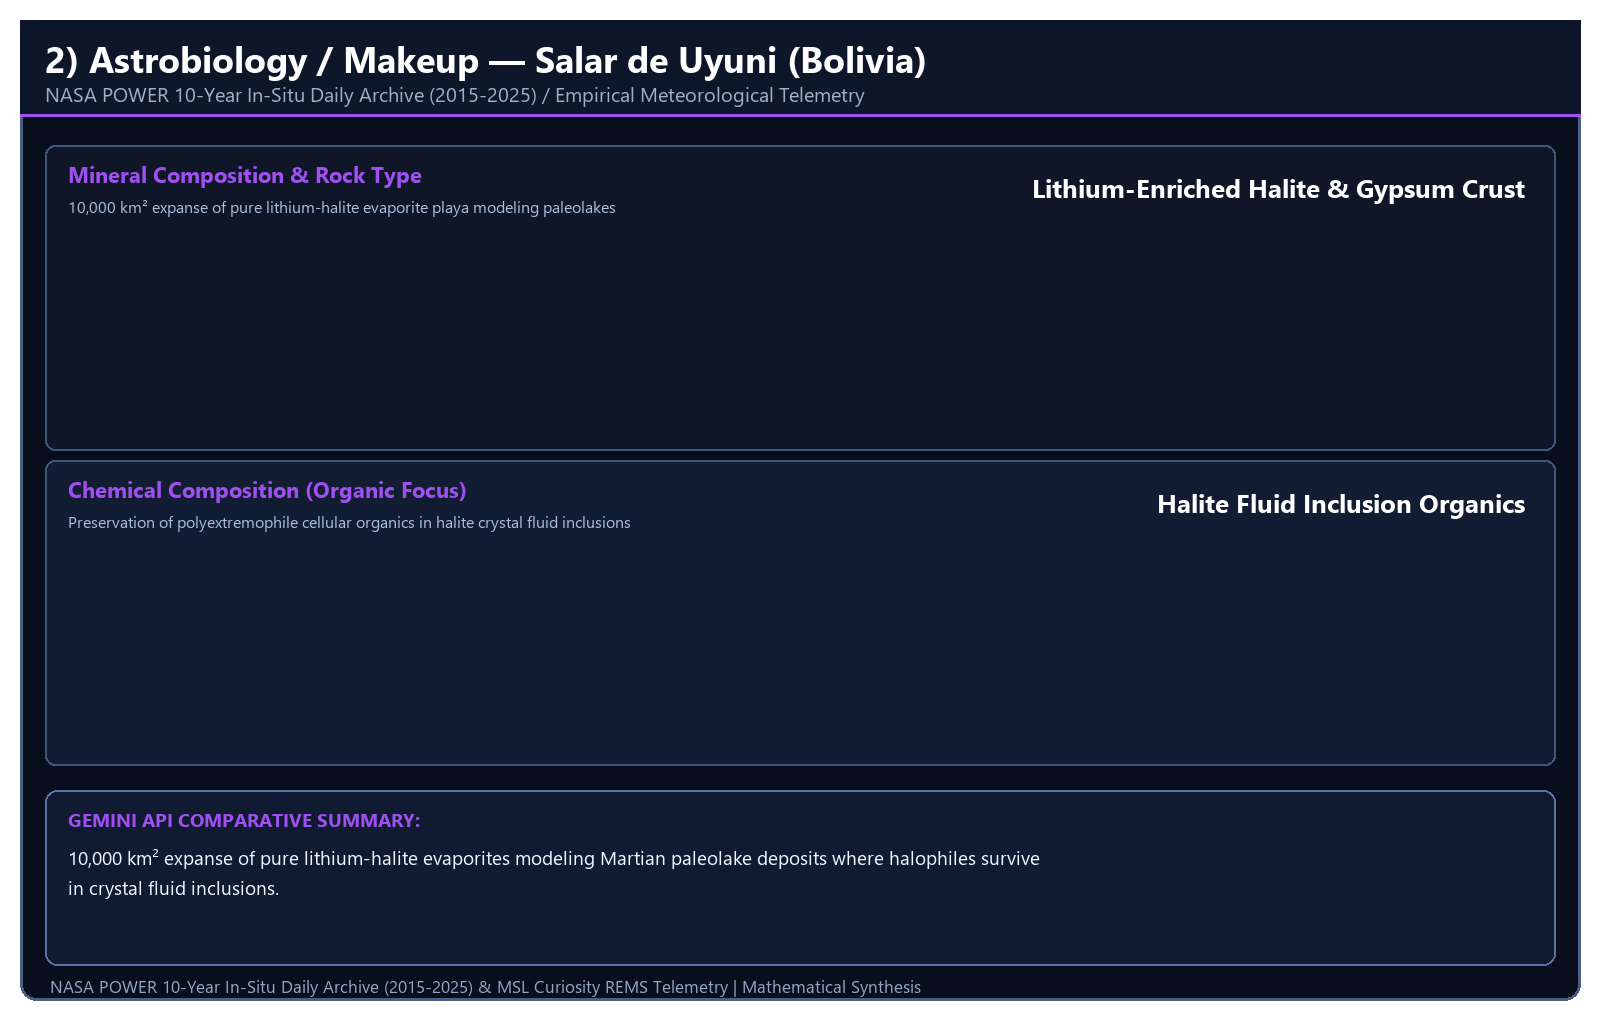 2) Astrobiology / Makeup — Salar de Uyuni (Bolivia)
NASA POWER 10-Year In-Situ Daily Archive (2015-2025) / Empirical Meteorological Telemetry
Mineral Composition & Rock Type
Lithium-Enriched Halite & Gypsum Crust
10,000 km² expanse of pure lithium-halite evaporite playa modeling paleolakes
Chemical Composition (Organic Focus)
Halite Fluid Inclusion Organics
Preservation of polyextremophile cellular organics in halite crystal fluid inclusions
GEMINI API COMPARATIVE SUMMARY:
10,000 km² expanse of pure lithium-halite evaporites modeling Martian paleolake deposits where halophiles survive
in crystal fluid inclusions.
NASA POWER 10-Year In-Situ Daily Archive (2015-2025) & MSL Curiosity REMS Telemetry | Mathematical Synthesis